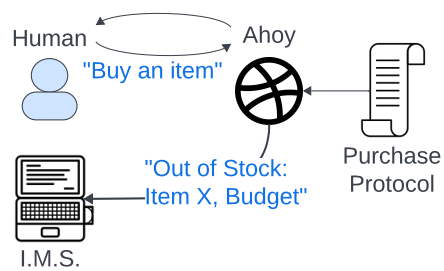 Human
Ahoy
"Buy an item"
Purchase
Protocol
"Out of Stock:
Item X, Budget"
I.M.S.